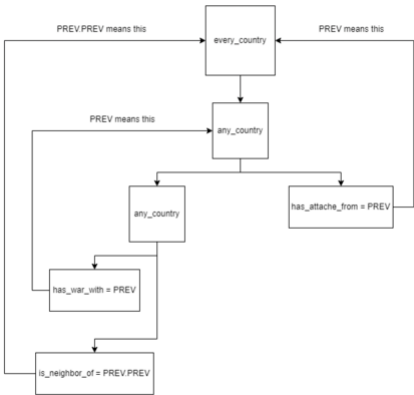 PREV.PREV means this
every_country
PREV means this
PREV means this
any_country
any_country
has_attache_from = PREV
has_war_with = PREV
is_neighbor_of = PREV.PREV